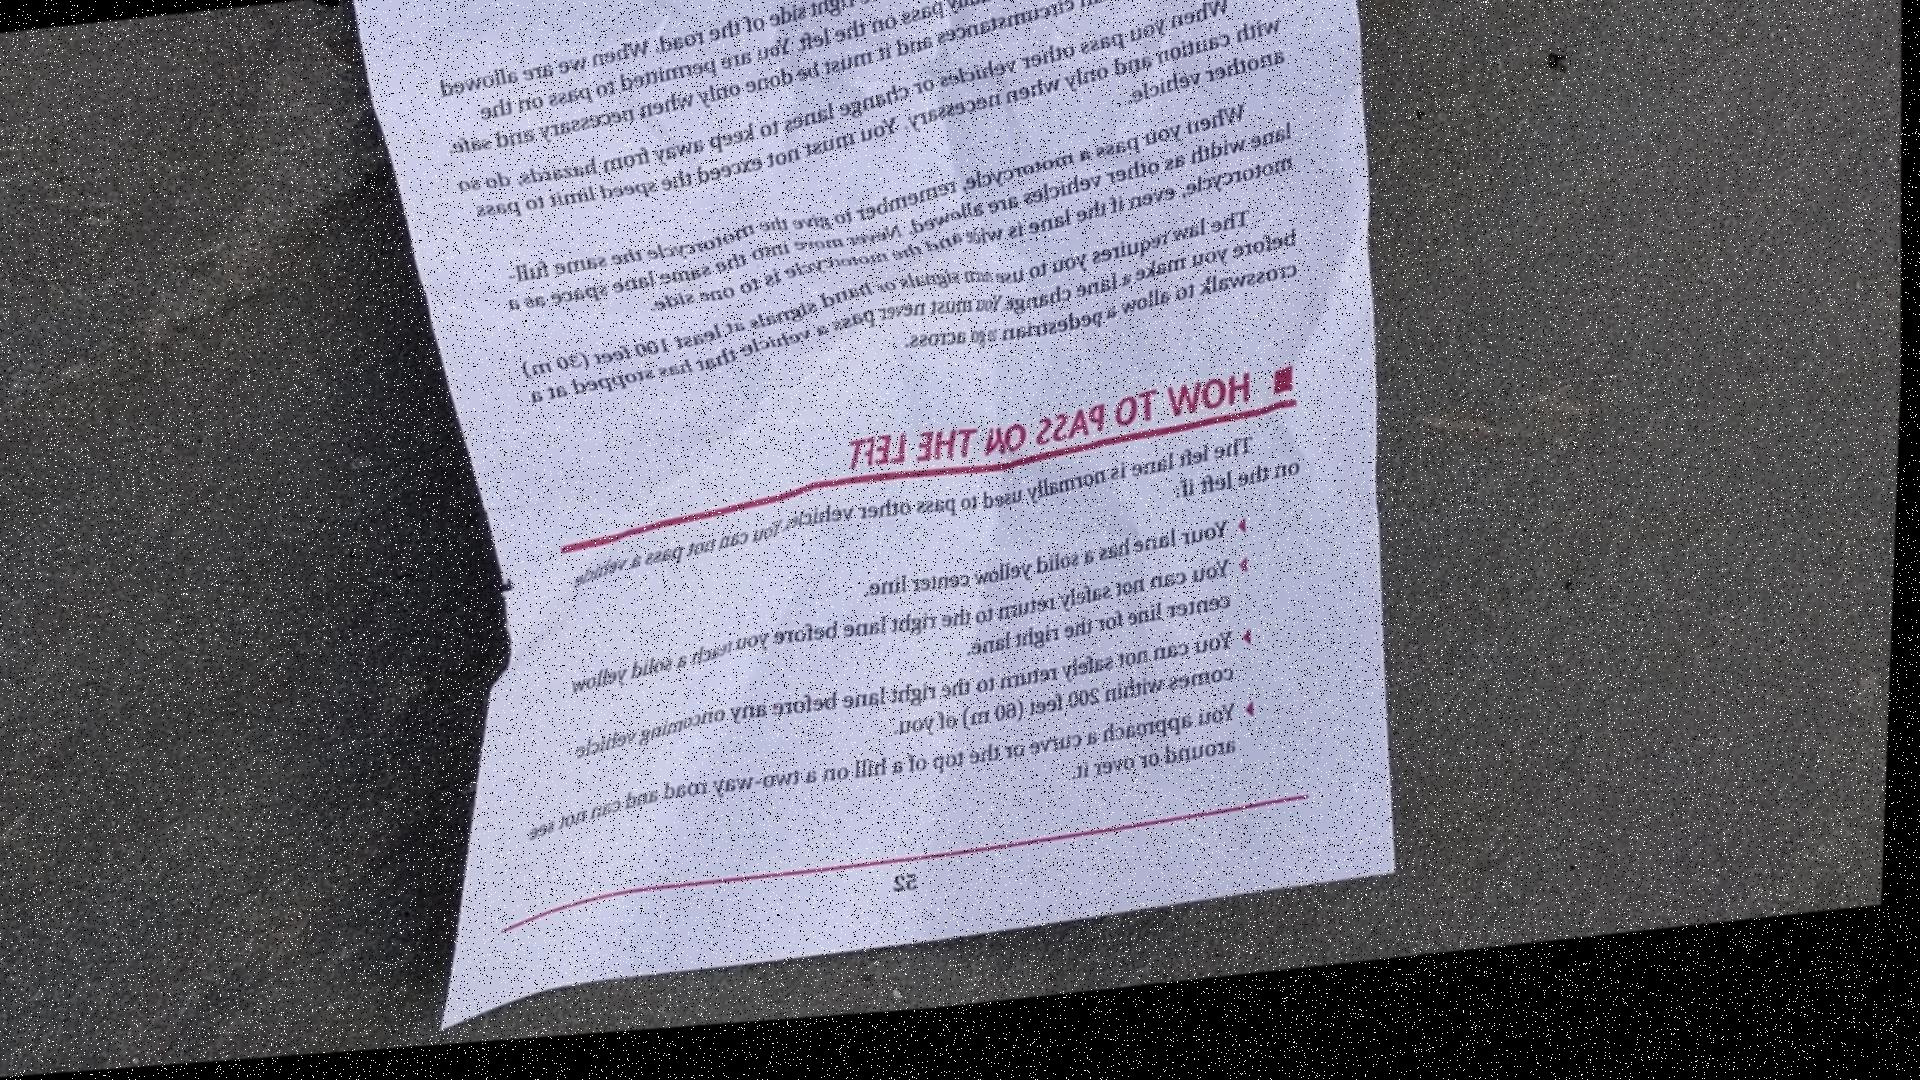 right side of the road. When we are allowed
pass on the left. You are permitted to pass on the
circumstances and it must be done only when necessary and safe.
When you pass other vehicles or change lanes to keep away from hazards, do so
with caution and only when necessary. You must not exceed the speed limit to pass
another vehicle.
When you pass a motorcycle, remember to give the motorcycle the same full-
lane width as other vehicles are allowed. Never move into the same lane space as a
motorcycle, even if the lane is wide and the motorcycle is to one side.
The law requires you to use turn signals or hand signals at least 100 feet (30 m)
before you make a lane change. You must never pass a vehicle that has stopped at a
crosswalk to allow a pedestrian to across.
■ HOW TO PASS ON THE LEFT
The left lane is normally used to pass other vehicle. You can not pass a vehicle
on the left if:
Your lane has a solid yellow center line.
You can not safely return to the right lane before you reach a solid yellow
center line for the right lane.
You can not safely return to the right lane before any oncoming vehicle
comes within 200 feet (60 m) of you.
You approach a curve or the top of a hill on a two-way road and can not see
around or over it.
52